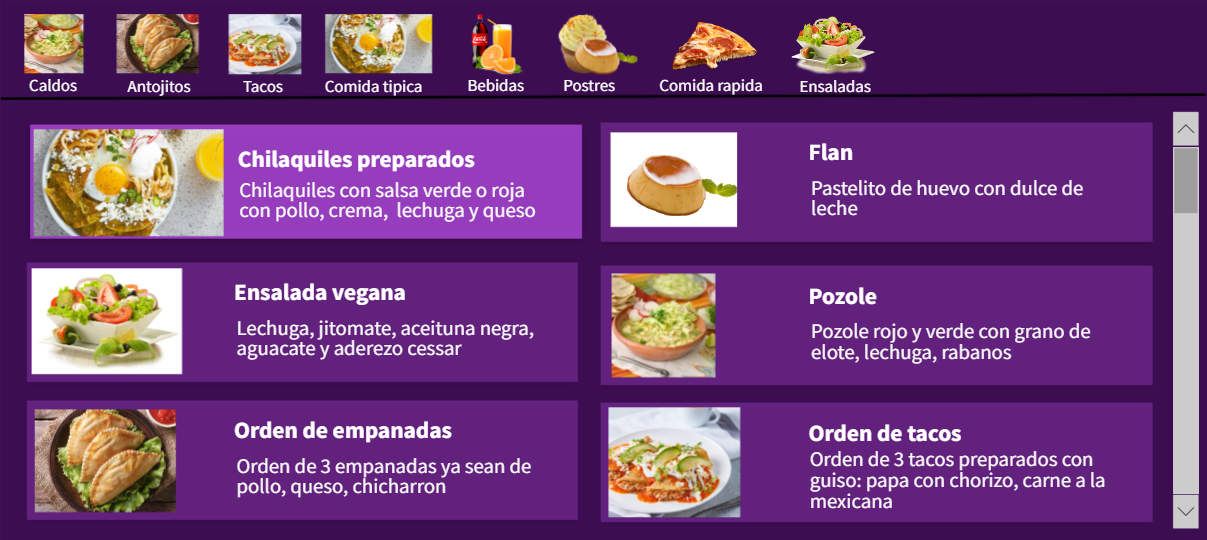 Caldos
Antojitos
Tacos
Comida tipica
Bebidas
Postres
Comida rapida
Ensaladas
Chilaquiles preparados
Chilaquiles con salsa verde o roja
con pollo, crema, lechuga y queso
Flan
Pastelito de huevo con dulce de
leche
Ensalada vegana
Lechuga, jitomate, aceituna negra,
aguacate y aderezo cessar
Pozole
Pozole rojo y verde con grano de
elote, lechuga, rabanos
Orden de empanadas
Orden de 3 empanadas ya sean de
pollo, queso, chicharron
Orden de tacos
Orden de 3 tacos preparados con
guiso: papa con chorizo, carne a la
mexicana